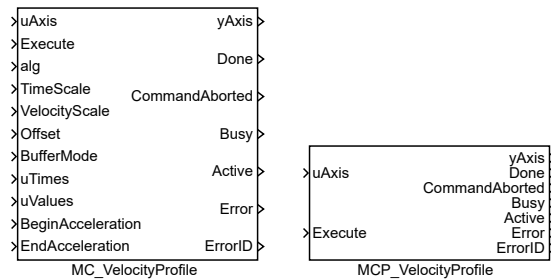 uAxis
Execute
alg
TimeScale
VelocityScale
Offset
BufferMode
uTimes
uValues
BeginAcceleration
EndAcceleration
yAxis
Done
CommandAborted
Busy
Active
Error
ErrorID
MC_VelocityProfile
uAxis
Execute
yAxis
Done
CommandAborted
Busy
Active
Error
ErrorID
MCP_VelocityProfile